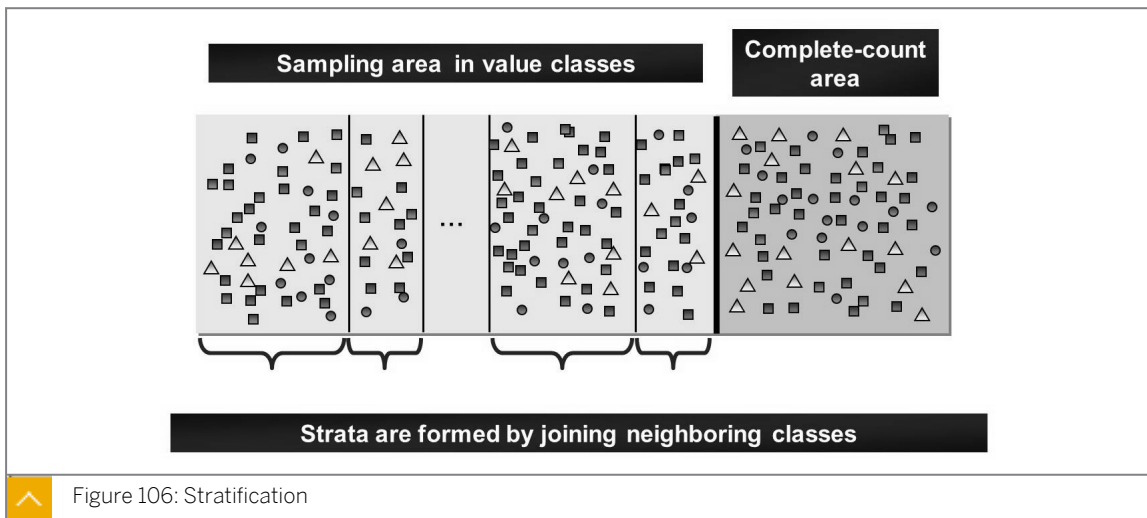 Sampling area in value classes
Complete-count
area
...
Strata are formed by joining neighboring classes
Figure 106: Stratification